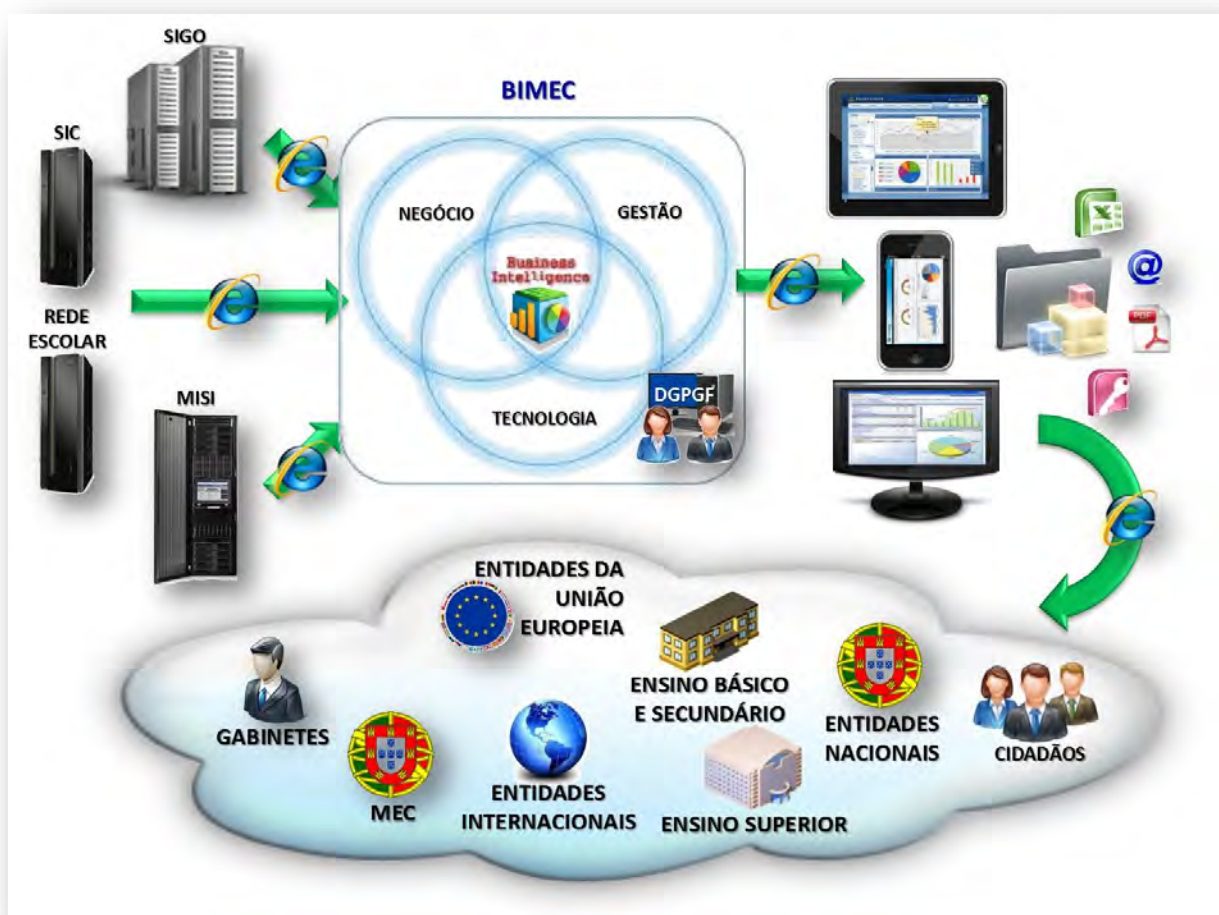 SIGO
BIMEC
SIC
NEGÓCIO
GESTÃO
Business
Intelligence
REDE
ESCOLAR
MISI
TECNOLOGIA
DGPGF
@
PDF
ENTIDADES DA
UNIÃO
EUROPEIA
ENSINO BÁSICO
E SECUNDÁRIO
ENTIDADES
NACIONAIS
CIDADÃOS
GABINETES
MEC
ENTIDADES
INTERNACIONAIS
ENSINO SUPERIOR